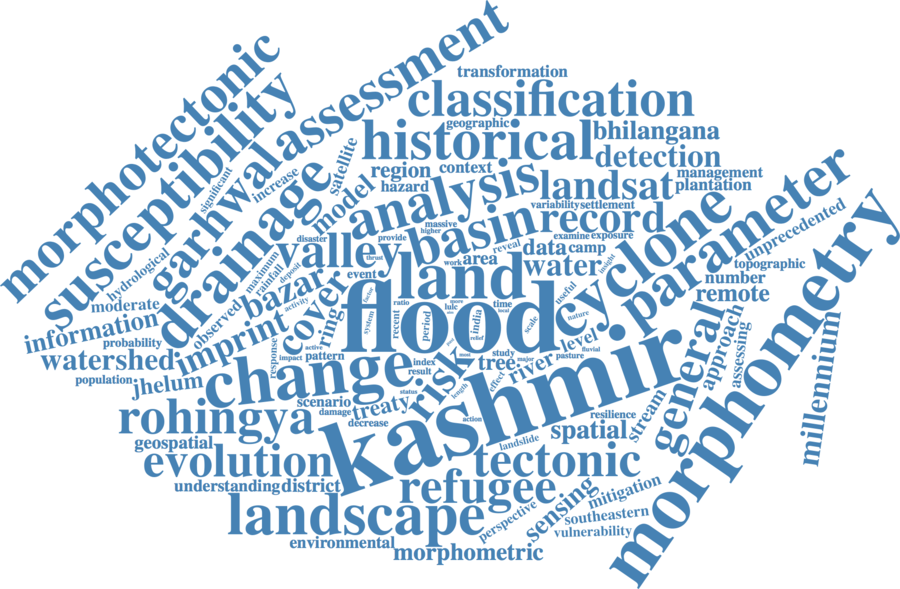 morphotectonic
susceptibility
garhwal
assessment
transformation
classification
geographic
historical
bhilangana
detection
significant
increase
satellite
region
context
hazard
model
management
plantation
landsat
variability
settlement
drainage
analysis
basin
record
massive
higher
examine
exposure
parameter
morphometry
cyclone
unprecedented
topographic
hydrological
disaster
provide
valley
thrust
work
area
reveal
data
camp
water
insight
number
remote
moderate
information
probability
observed
maximum
rainfall
deposit
activity
bazar
event
cover
land
flood
useful
nature
scale
level
imprint
ringer
factor
system
ratio
recent
period
more
lulc
india
relief
time
local
watershed
response
impact
active
pattern
index
result
study
major
tree
river
pasture
fluvial
population
jhelum
change
status
risk
most
effect
length
action
kashmir
general
approach
assessing
millennium
scenario
damage
treaty
decrease
rohingya
geospatial
resilience
spatial
stream
landslide
evolution
tectonic
understanding
district
refugee
landscape
perspective
sensing
mitigation
southeastern
vulnerability
environmental
morphometric